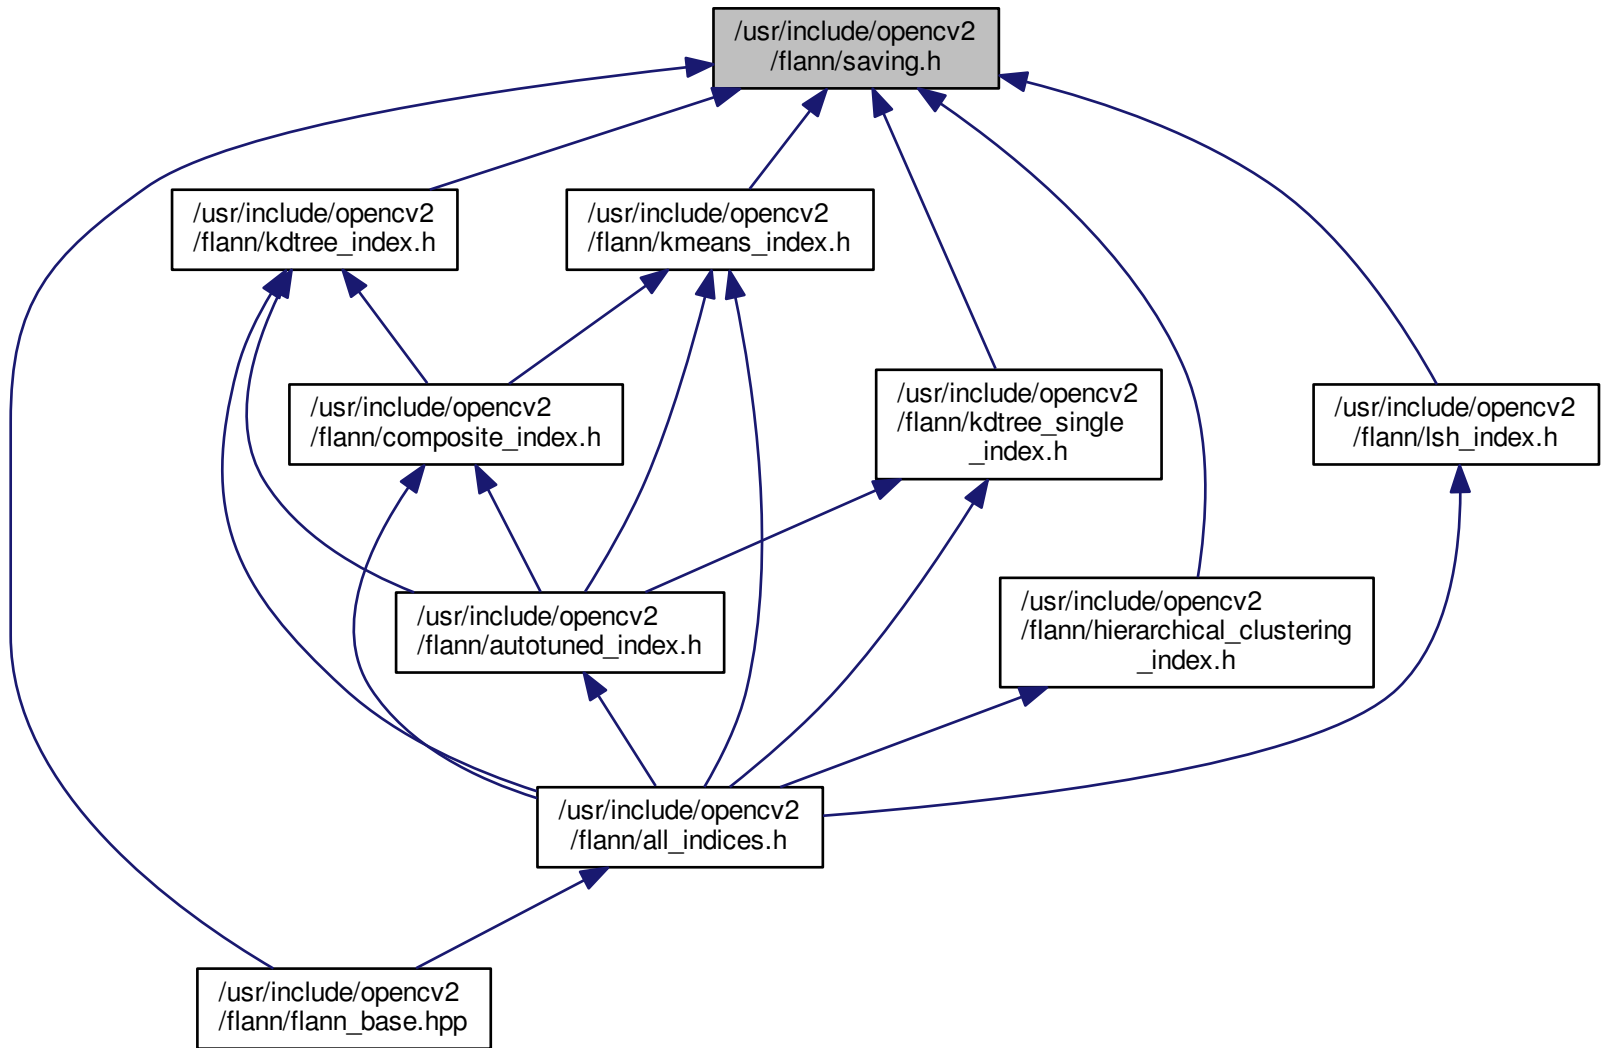 /usr/include/opencv2
/flann/saving.h
/usr/include/opencv2
/flann/kdtree_index.h
/usr/include/opencv2
/flann/kmeans_index.h
/usr/include/opencv2
/flann/composite_index.h
/usr/include/opencv2
/flann/kdtree_single
_index.h
/usr/include/opencv2
/flann/lsh_index.h
/usr/include/opencv2
/flann/autotuned_index.h
/usr/include/opencv2
/flann/hierarchical_clustering
_index.h
/usr/include/opencv2
/flann/all_indices.h
/usr/include/opencv2
/flann/flann_base.hpp